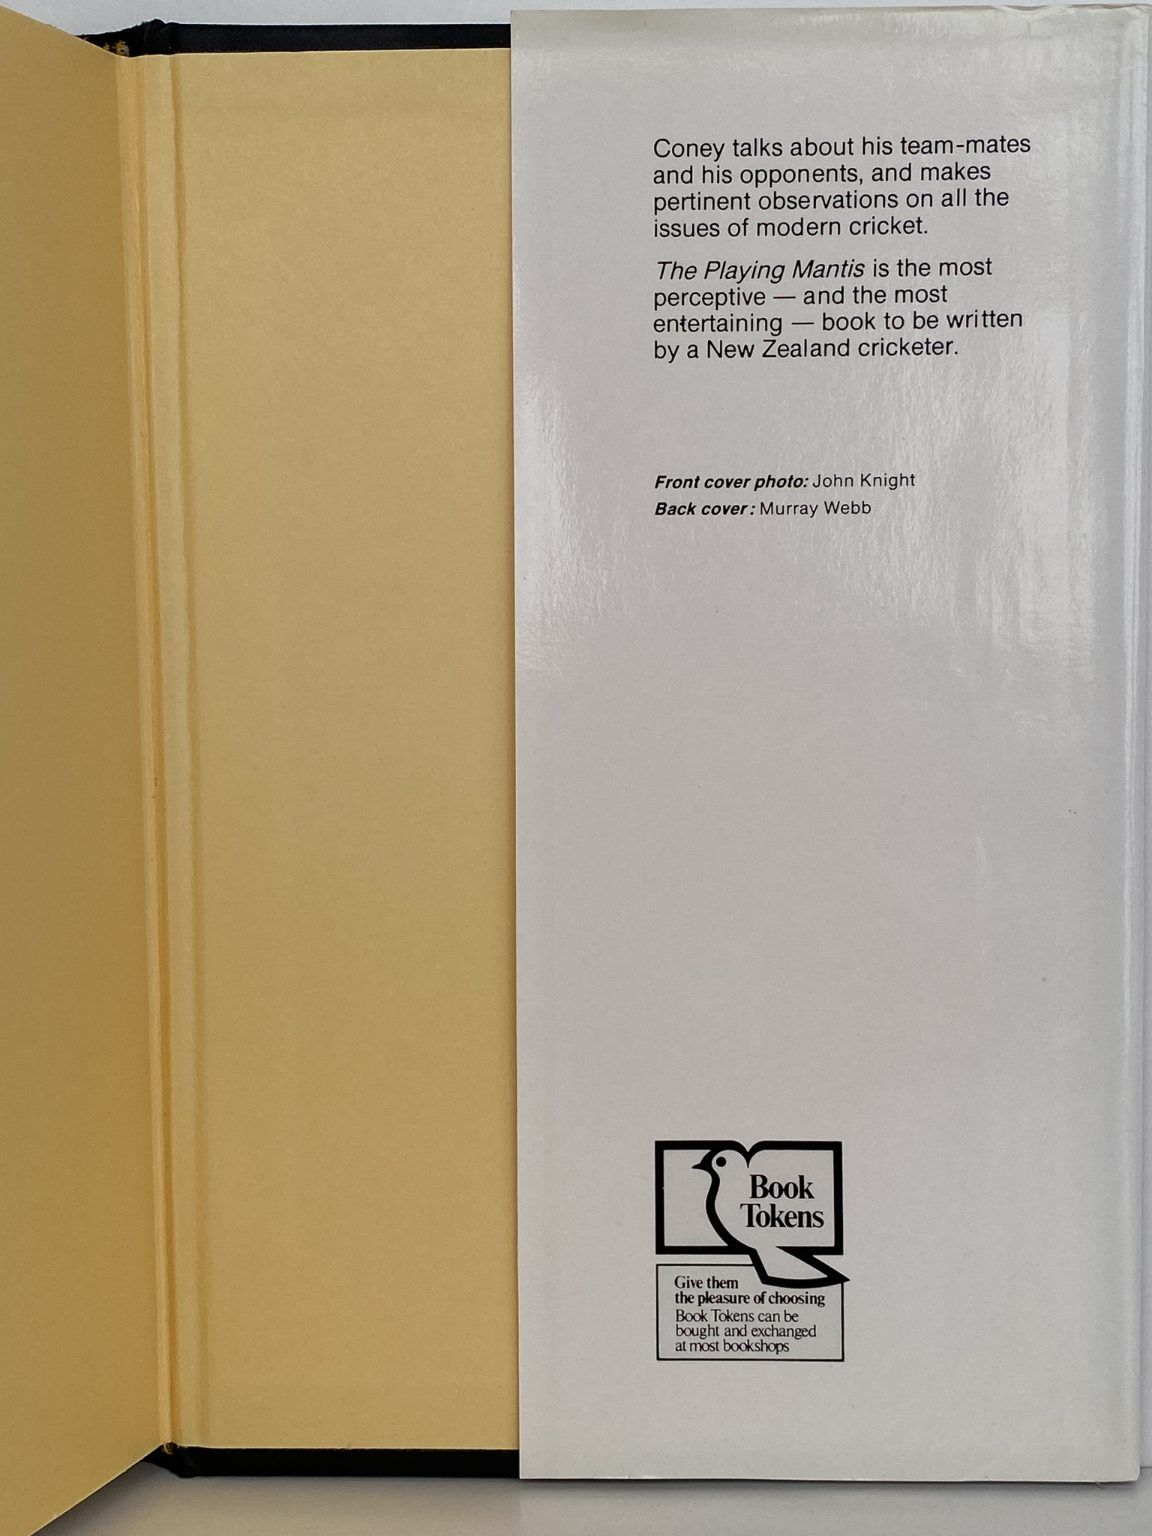 Coney talks about his team-mates
and his opponents, and makes
pertinent observations on all the
issues of modern cricket.
The Playing Mantis is the most
perceptive — and the most
entertaining — book to be written
by a New Zealand cricketer.
Front cover photo: John Knight
Back cover: Murray Webb
Book
Tokens
Give them
the pleasure of choosing
Book Tokens can be
bought and exchanged
at most bookshops